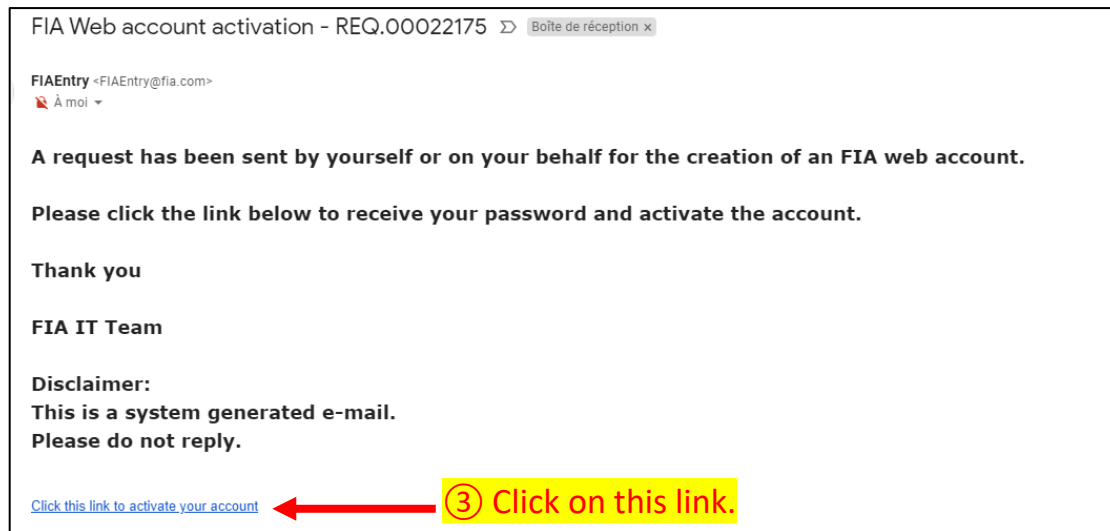 FIA Web account activation - REQ.00022175 Boîte de réception x
FIAEntry <FIAEntry@fia.com>
À moi
A request has been sent by yourself or on your behalf for the creation of an FIA web account.
Please click the link below to receive your password and activate the account.
Thank you
FIA IT Team
Disclaimer:
This is a system generated e-mail.
Please do not reply.
Click this link to activate your account
③ Click on this link.